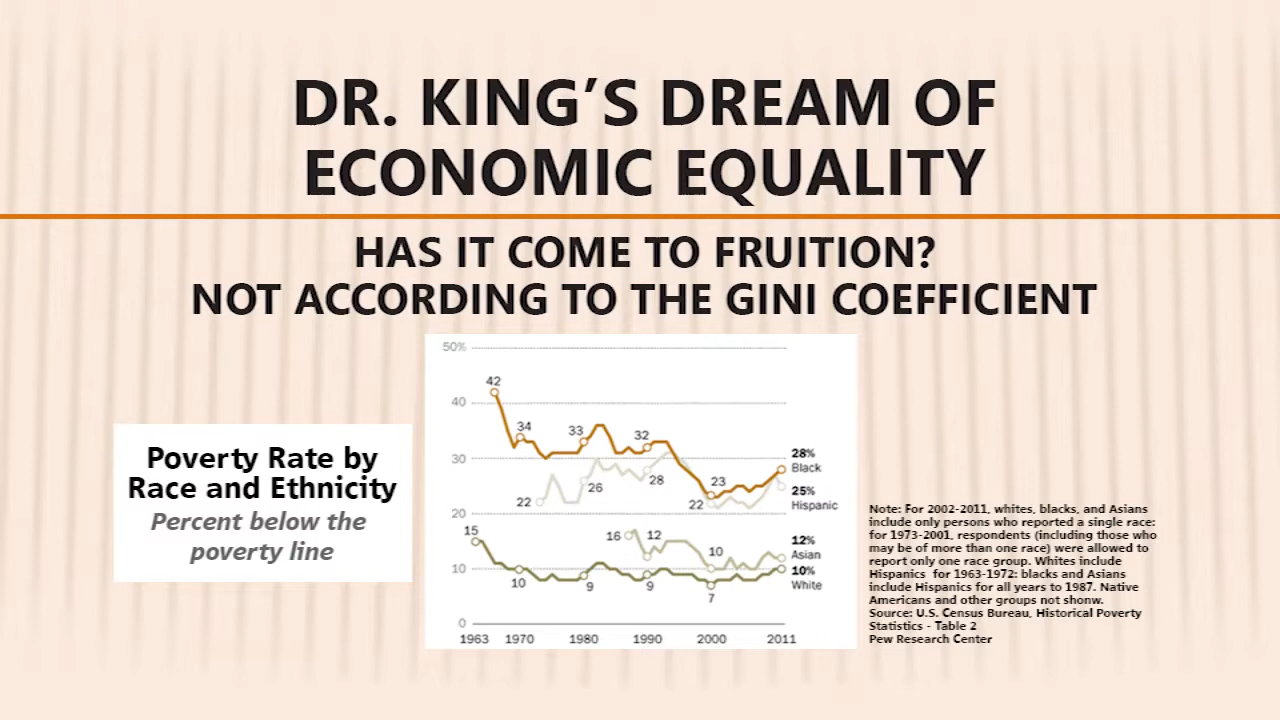 DR. KING'S DREAM OF
ECONOMIC EQUALITY
HAS IT COME TO FRUITION?
NOT ACCORDING TO THE GINI COEFFICIENT
Poverty Rate by
Race and Ethnicity
Percent below the
poverty line
50%
40
30
20
10
0
1963 1970 1980 1990 2000 2011
42
34
33
32
23
28%
Black
22
26
28
22
25%
Hispanic
16
12
10
12%
Asian
15
10
9
9
7
10%
White
Note: For 2002-2011, whites, blacks, and Asians
include only persons who reported a single race:
for 1973-2001, respondents (including those who
may be of more than one race) were allowed to
report only one race group. Whites include
Hispanics for 1963-1972: blacks and Asians
include Hispanics for all years to 1987. Native
Americans and other groups not shonw.
Source: U.S. Census Bureau, Historical Poverty
Statistics - Table 2
Pew Research Center